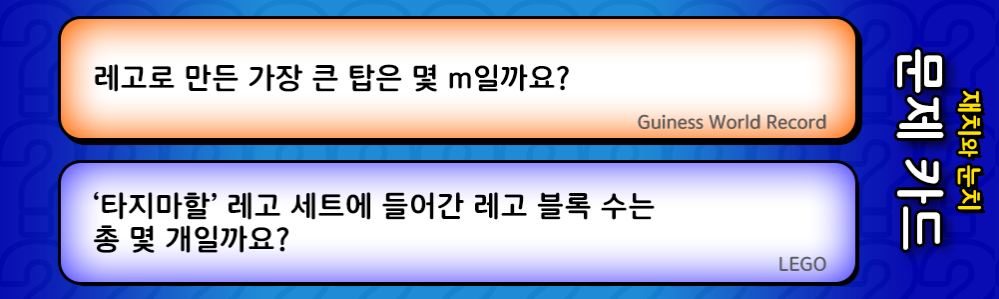 레고로 만든 가장 큰 탑은 몇 m일까요?
Guiness World Record
‘타지마할’ 레고 세트에 들어간 레고 블록 수는
총 몇 개일까요?
LEGO
재치와 눈치
문제 카드